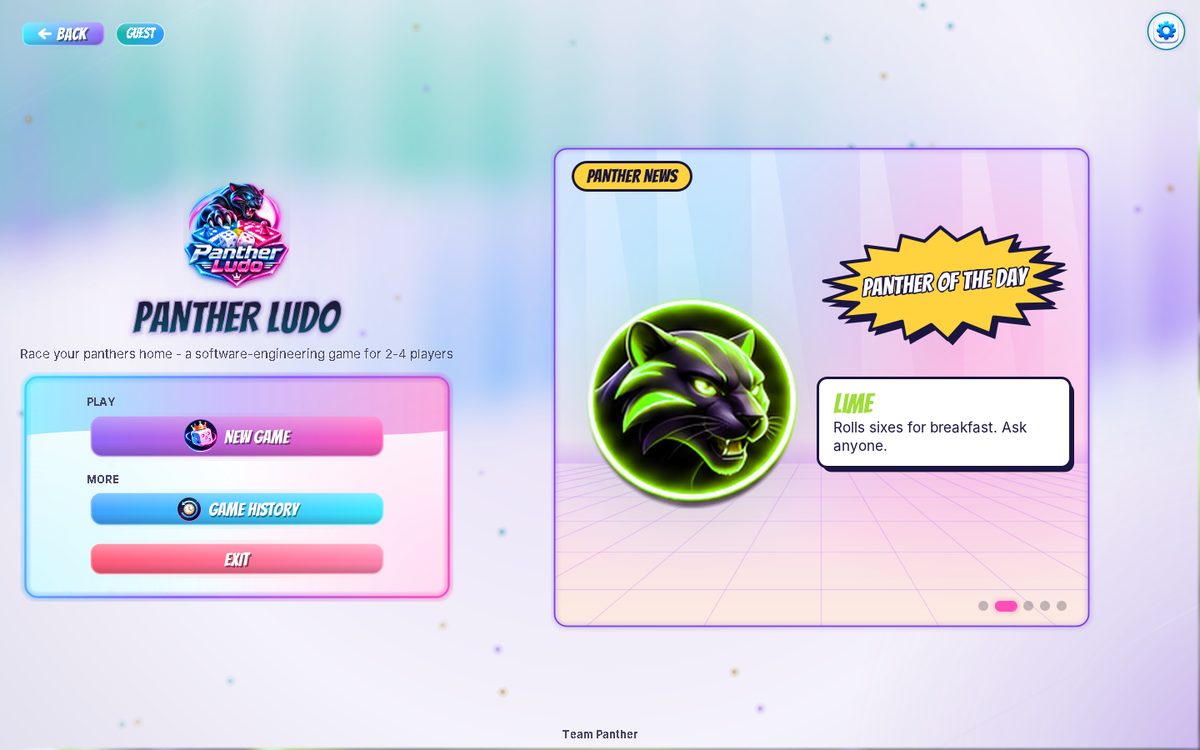 BACK
GUEST
PANTHER NEWS
Panther
Ludo
PANTHER OF THE DAY
PANTHER LUDO
Race your panthers home - a software-engineering game for 2-4 players
LIME
Rolls sixes for breakfast. Ask
anyone.
PLAY
NEW GAME
MORE
GAME HISTORY
EXIT
Team Panther